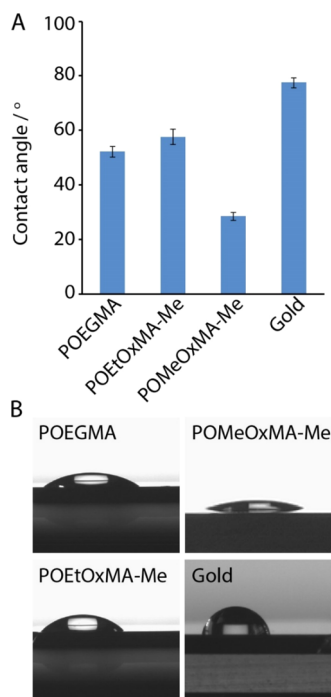 A
100
80
60
40
20
0
Contact angle / °
POEGMA
POEtOxMA-Me
POMeOxMA-Me
Gold
B
POEGMA
POMeOxMA-Me
POEtOxMA-Me
Gold